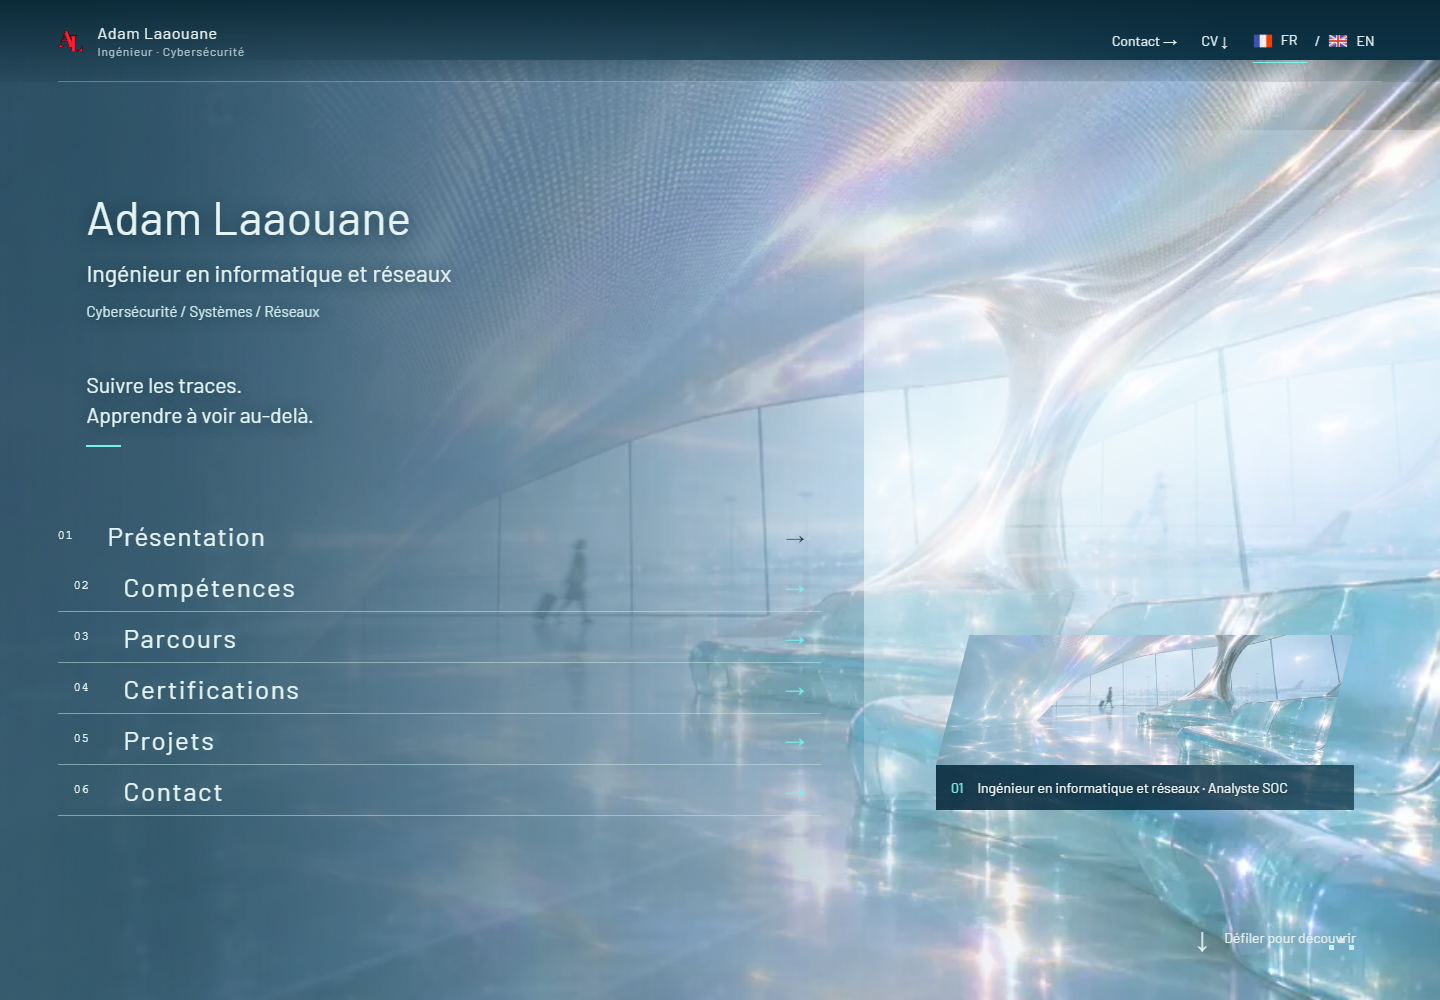 AL
Adam Laaouane
Ingénieur · Cybersécurité
Contact →
CV ↓
FR / EN
Adam Laaouane
Ingénieur en informatique et réseaux
Cybersécurité / Systèmes / Réseaux
Suivre les traces.
Apprendre à voir au-delà.
01 Présentation →
02 Compétences →
03 Parcours →
04 Certifications →
05 Projets →
06 Contact →
01 Ingénieur en informatique et réseaux · Analyste SOC
↓ Défiler pour découvrir